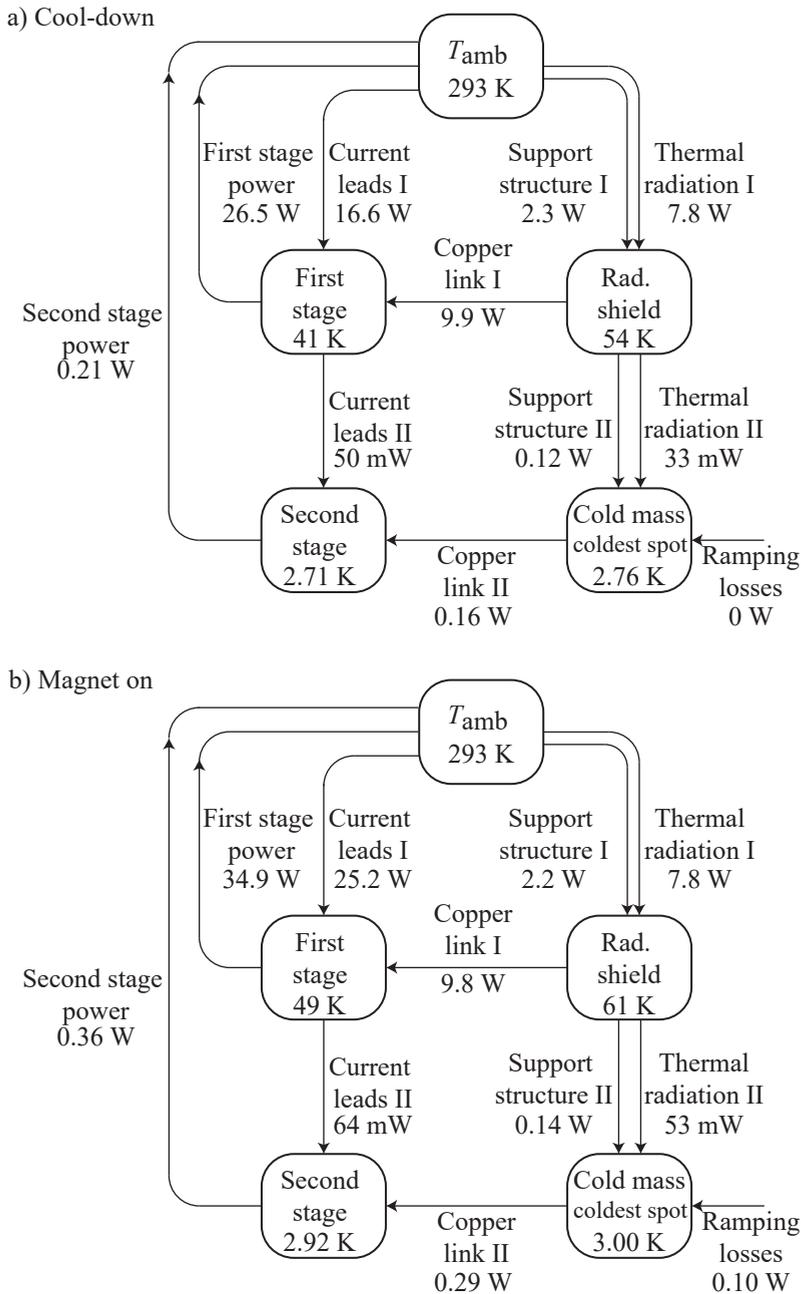 a) Cool-down
Tamb
293 K
First stage
power
26.5 W
Current
leads I
16.6 W
Support
structure I
2.3 W
Thermal
radiation I
7.8 W
First
stage
41 K
Copper
link I
9.9 W
Rad.
shield
54 K
Second stage
power
0.21 W
Current
leads II
50 mW
Support
structure II
0.12 W
Thermal
radiation II
33 mW
Second
stage
2.71 K
Copper
link II
0.16 W
Cold mass
coldest spot
2.76 K
Ramping
losses
0 W
b) Magnet on
Tamb
293 K
First stage
power
34.9 W
Current
leads I
25.2 W
Support
structure I
2.2 W
Thermal
radiation I
7.8 W
First
stage
49 K
Copper
link I
9.8 W
Rad.
shield
61 K
Second stage
power
0.36 W
Current
leads II
64 mW
Support
structure II
0.14 W
Thermal
radiation II
53 mW
Second
stage
2.92 K
Copper
link II
0.29 W
Cold mass
coldest spot
3.00 K
Ramping
losses
0.10 W